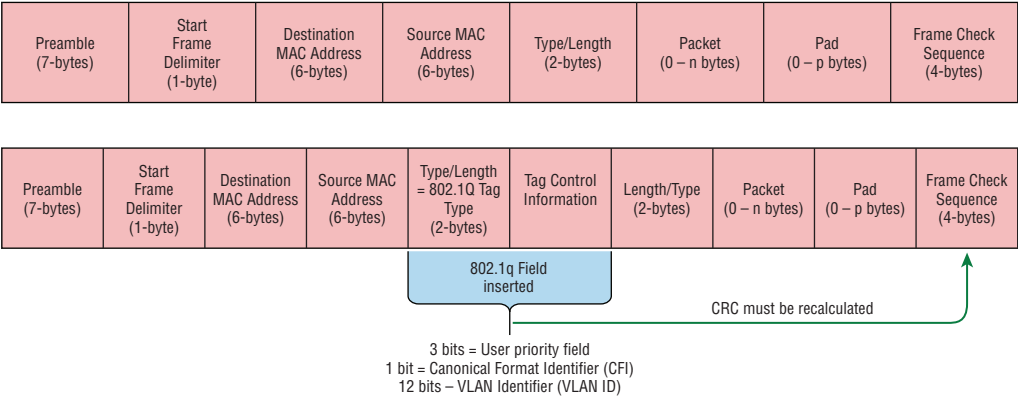 Preamble
(7-bytes)
Start
Frame
Delimiter
(1-byte)
Destination
MAC Address
(6-bytes)
Source MAC
Address
(6-bytes)
Type/Length
(2-bytes)
Packet
(0 – n bytes)
Pad
(0 – p bytes)
Frame Check
Sequence
(4-bytes)
Preamble
(7-bytes)
Start
Frame
Delimiter
(1-byte)
Destination
MAC Address
(6-bytes)
Source MAC
Address
(6-bytes)
Type/Length
= 802.1Q Tag
Type
(2-bytes)
Tag Control
Information
Length/Type
(2-bytes)
Packet
(0 – n bytes)
Pad
(0 – p bytes)
Frame Check
Sequence
(4-bytes)
802.1q Field
inserted
CRC must be recalculated
3 bits = User priority field
1 bit = Canonical Format Identifier (CFI)
12 bits – VLAN Identifier (VLAN ID)